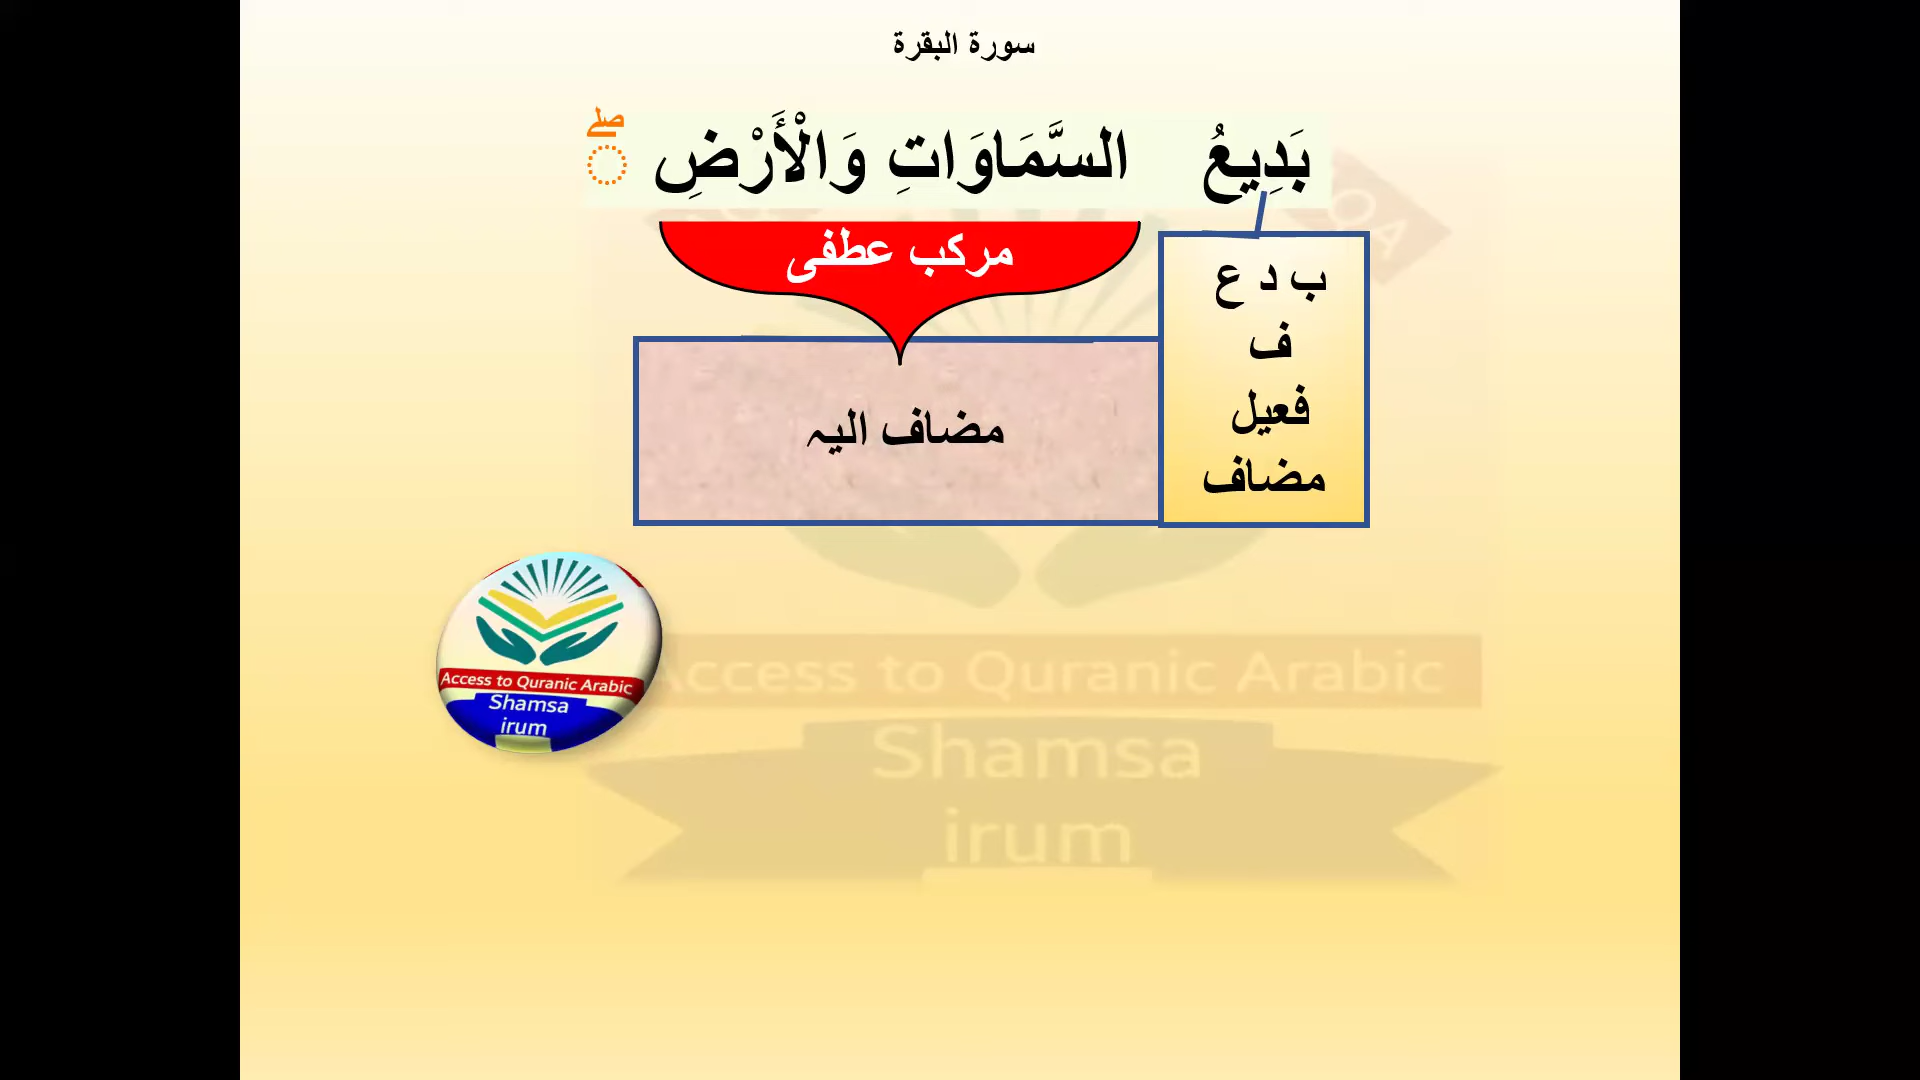 سورة البقرة
بَدِيعُ السَّمَاوَاتِ وَالْأَرْضِ ۖ
مرکب عطفی
ب د ع
ف
فعیل
مضاف
مضاف الیہ
Access to Quranic Arabic
Shamsa
irum
Access to Quranic Arabic
Shamsa
irum